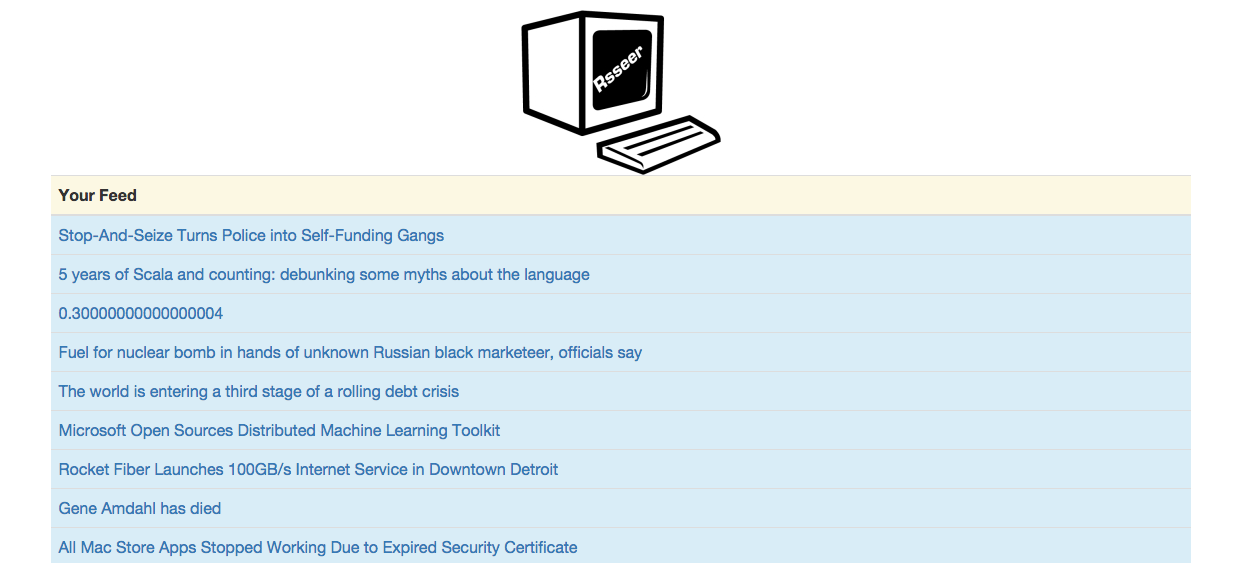 Rsseer
Your Feed
Stop-And-Seize Turns Police into Self-Funding Gangs
5 years of Scala and counting: debunking some myths about the language
0.30000000000000004
Fuel for nuclear bomb in hands of unknown Russian black marketeer, officials say
The world is entering a third stage of a rolling debt crisis
Microsoft Open Sources Distributed Machine Learning Toolkit
Rocket Fiber Launches 100GB/s Internet Service in Downtown Detroit
Gene Amdahl has died
All Mac Store Apps Stopped Working Due to Expired Security Certificate